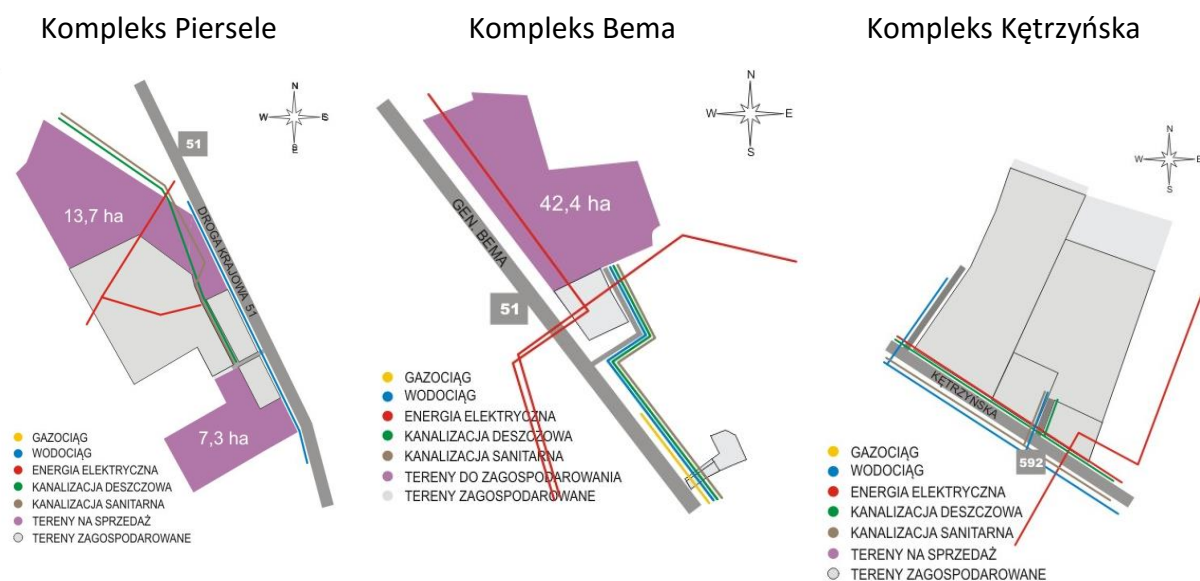 Kompleks Piersele
Kompleks Bema
Kompleks Kętrzyńska
N
W
E
S
51
13,7 ha
DROGA KRAJOWA 51
7,3 ha
GAZOCIĄG
WODOCIĄG
ENERGIA ELEKTRYCZNA
KANALIZACJA DESZCZOWA
KANALIZACJA SANITARNA
TERENY NA SPRZEDAŻ
TERENY ZAGOSPODAROWANE
N
W
E
S
42,4 ha
GEN. BEMA
51
GAZOCIĄG
WODOCIĄG
ENERGIA ELEKTRYCZNA
KANALIZACJA DESZCZOWA
KANALIZACJA SANITARNA
TERENY DO ZAGOSPODAROWANIA
TERENY ZAGOSPODAROWANE
N
W
E
S
KĘTRZYŃSKA
592
GAZOCIĄG
WODOCIĄG
ENERGIA ELEKTRYCZNA
KANALIZACJA DESZCZOWA
KANALIZACJA SANITARNA
TERENY NA SPRZEDAŻ
TERENY ZAGOSPODAROWANE